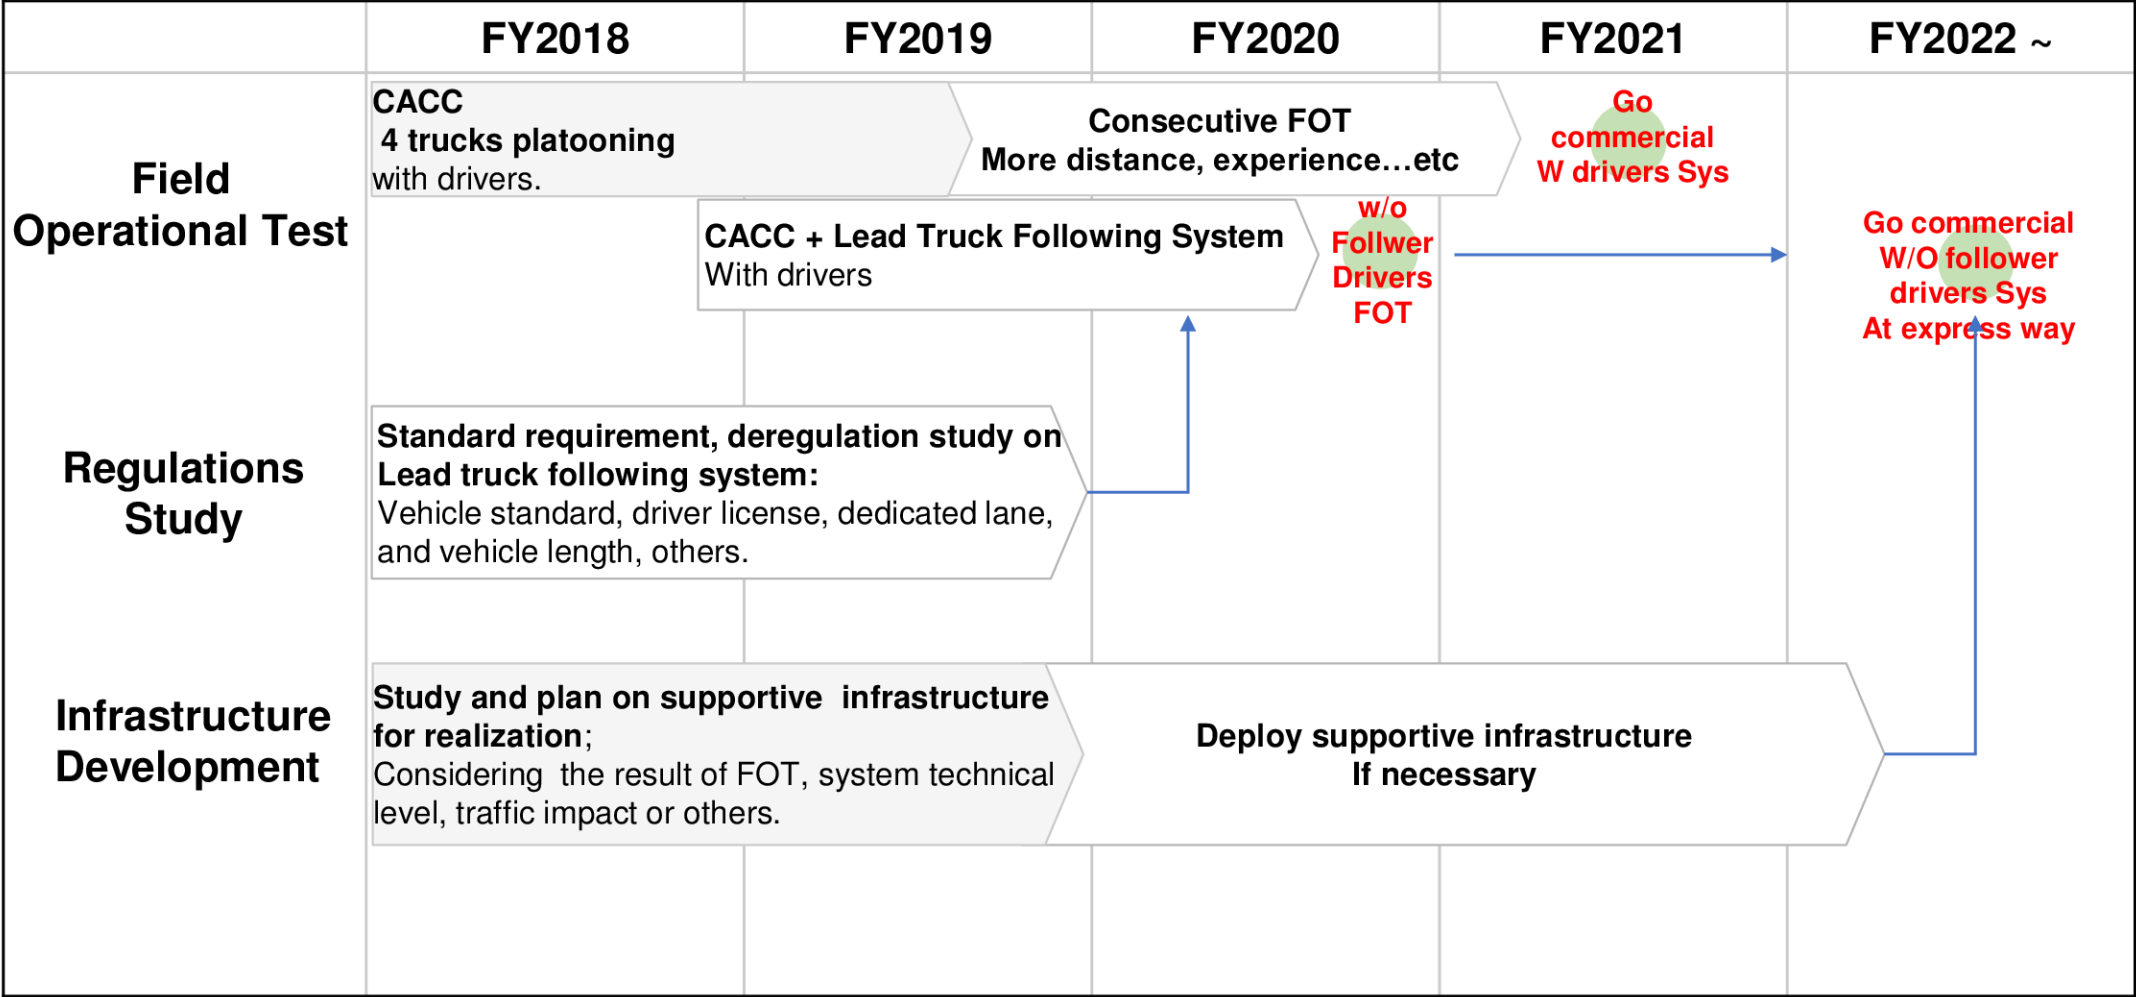 FY2018
FY2019
FY2020
FY2021
FY2022 ~
Field
Operational Test
CACC
4 trucks platooning
with drivers.
Consecutive FOT
More distance, experience…etc
Go
commercial
W drivers Sys
CACC + Lead Truck Following System
With drivers
w/o
Follwer
Drivers
FOT
Go commercial
W/O follower
drivers Sys
At express way
Regulations
Study
Standard requirement, deregulation study on
Lead truck following system:
Vehicle standard, driver license, dedicated lane,
and vehicle length, others.
Infrastructure
Development
Study and plan on supportive  infrastructure
for realization;
Considering  the result of FOT, system technical
level, traffic impact or others.
Deploy supportive infrastructure
If necessary